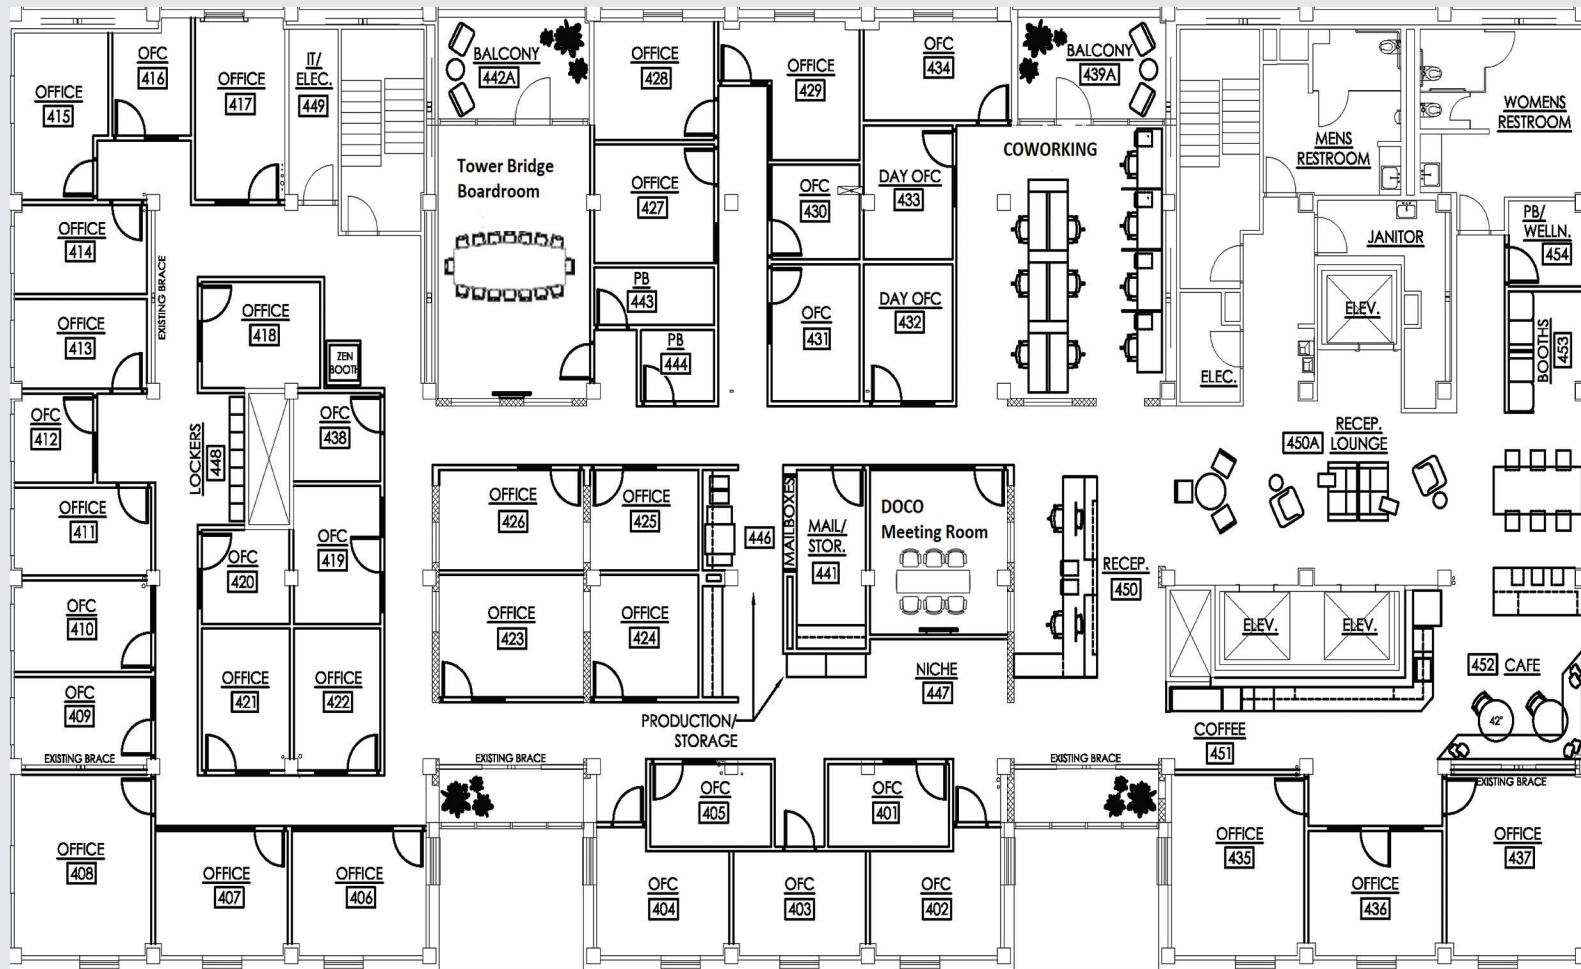 OFFICE
415
OFC
416
OFFICE
417
IT/
ELEC.
449
BALCONY
442A
OFFICE
428
OFFICE
429
OFC
434
BALCONY
439A
MENS
RESTROOM
WOMENS
RESTROOM
Tower Bridge
Boardroom
OFFICE
427
OFC
430
DAY OFC
433
COWORKING
OFFICE
414
EXISTING BRACE
JANITOR
PB/
WELLN.
454
OFFICE
413
OFFICE
418
ZEN
BOOTH
PB
443
PB
444
OFC
431
DAY OFC
432
ELEC.
ELEV.
BOOTHS
453
OFC
412
LOCKERS
448
OFC
438
450A
RECEP.
LOUNGE
OFFICE
411
OFFICE
426
OFFICE
425
446
MAILBOXES
MAIL/
STOR.
441
DOCO
Meeting Room
OFC
419
OFC
420
RECEP.
450
OFC
410
OFFICE
423
OFFICE
424
ELEV.
ELEV.
OFC
409
EXISTING BRACE
OFFICE
421
OFFICE
422
PRODUCTION/
STORAGE
NICHE
447
452
CAFE
42"
COFFEE
451
EXISTING BRACE
EXISTING BRACE
EXISTING BRACE
OFC
405
OFC
401
OFFICE
408
OFFICE
407
OFFICE
406
OFC
404
OFC
403
OFC
402
OFFICE
435
OFFICE
436
OFFICE
437